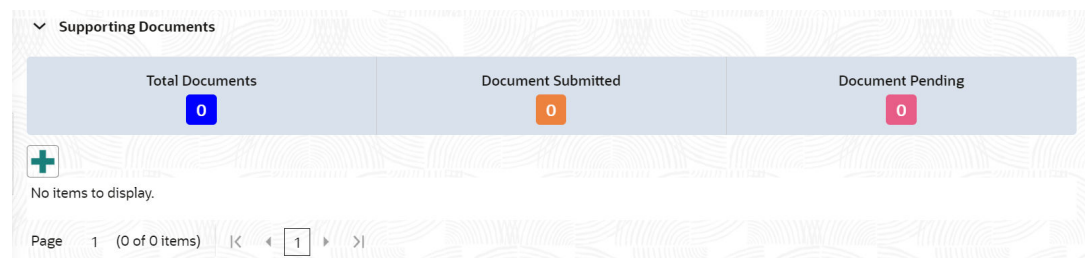 Supporting Documents
Total Documents Document Submitted Document Pending
0 0 0
No items to display.
Page 1 (0 of 0 items) 1